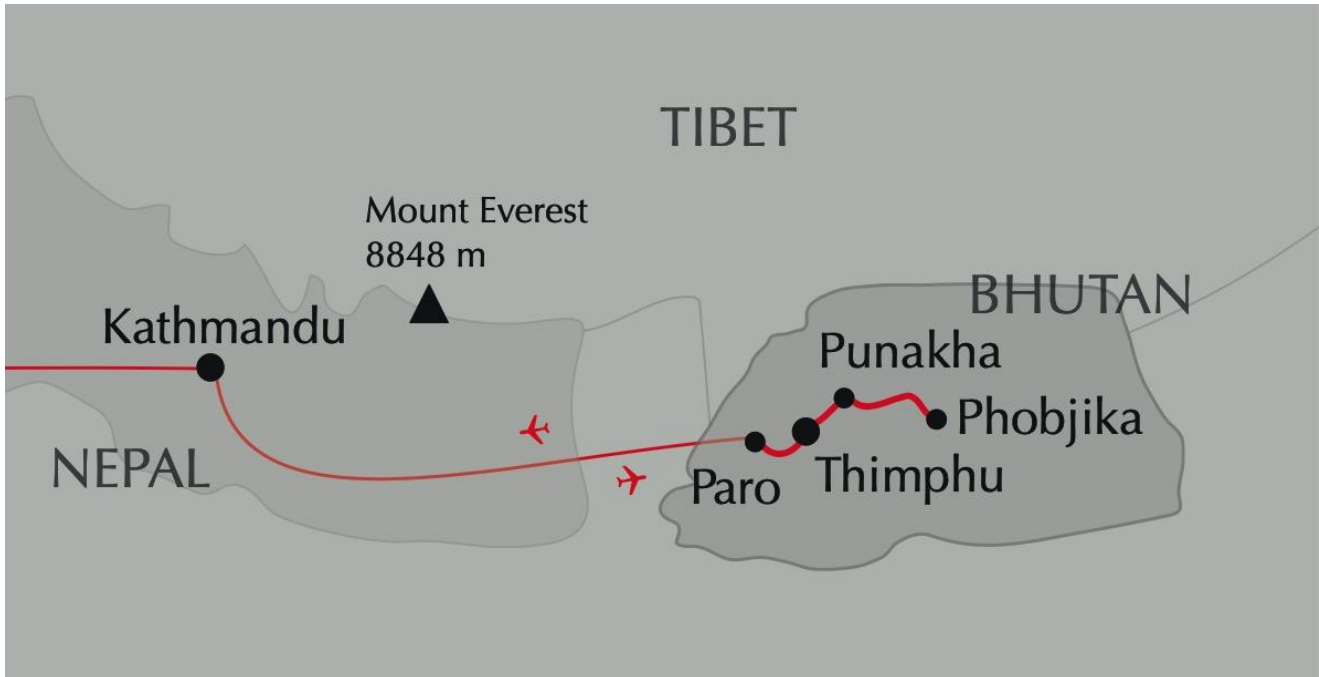 TIBET
Mount Everest
8848 m
BHUTAN
Kathmandu
Punakha
Phobjika
NEPAL
Paro
Thimphu